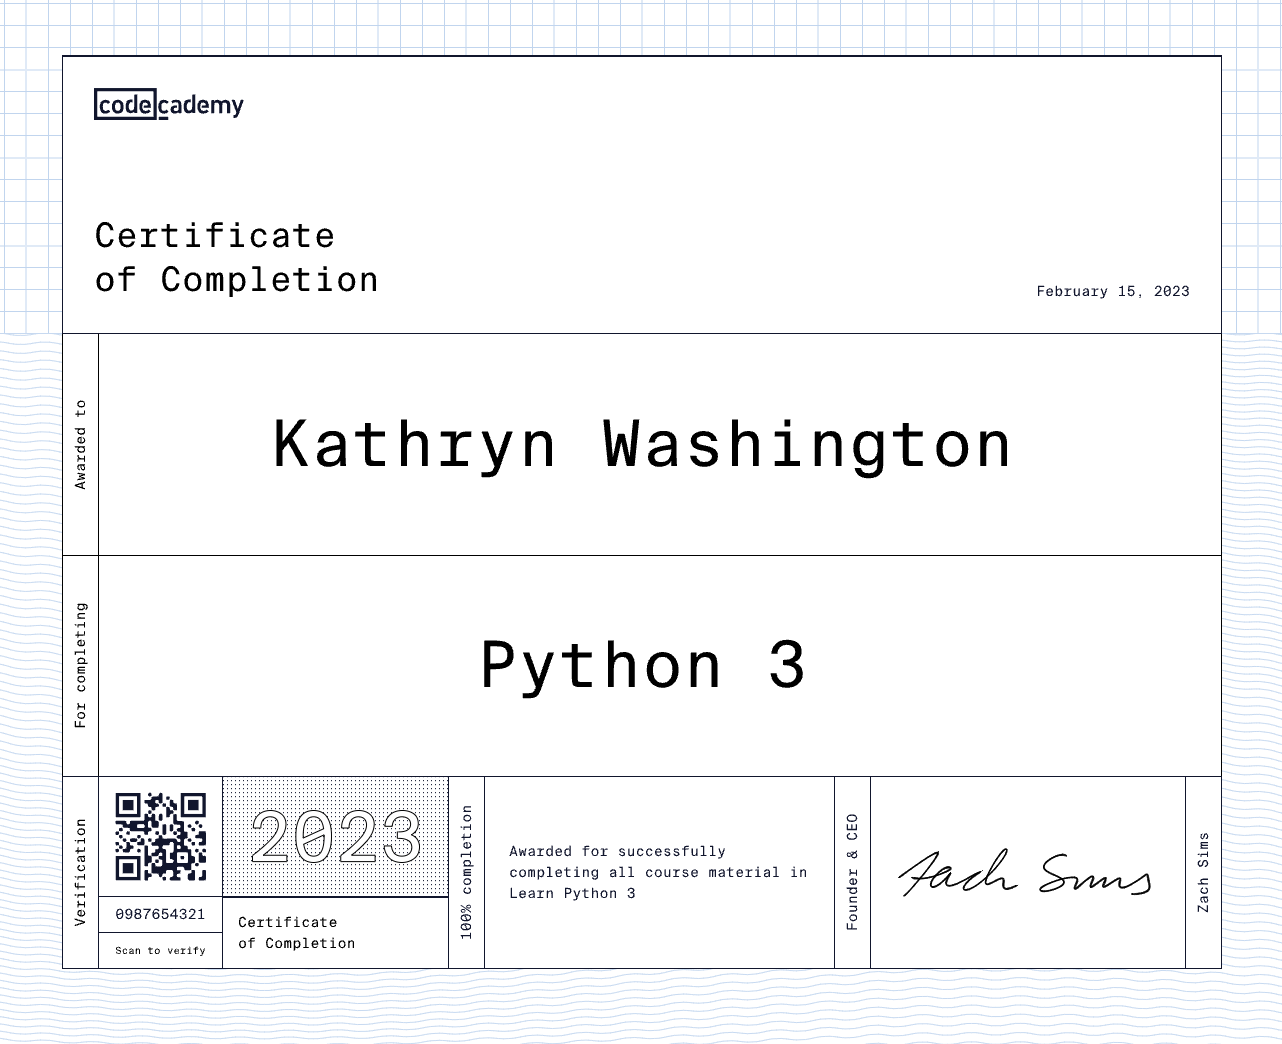 codecademy
Certificate
of Completion
February 15, 2023
Awarded to
Kathryn Washington
For completing
Python 3
Verification
0987654321
Scan to verify
2023
Certificate
of Completion
100% completion
Awarded for successfully
completing all course material in
Learn Python 3
Founder & CEO
Zach Sims
Zach Sims